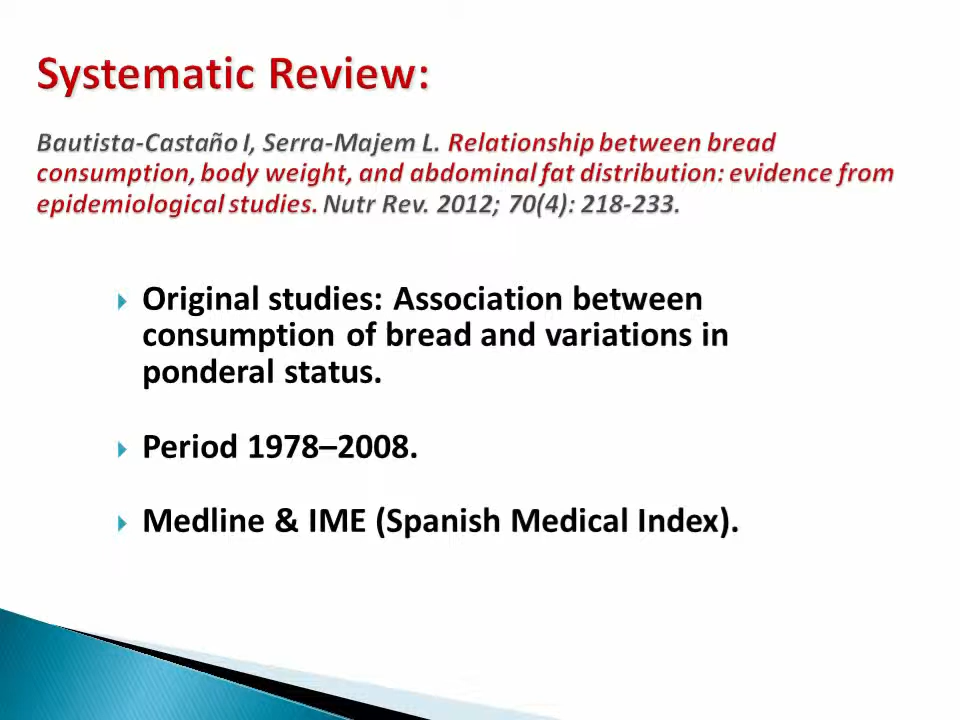 Systematic Review:
Bautista-Castaño I, Serra-Majem L. Relationship between bread
consumption, body weight, and abdominal fat distribution: evidence from
epidemiological studies. Nutr Rev. 2012; 70(4): 218-233.
Original studies: Association between
consumption of bread and variations in
ponderal status.
Period 1978–2008.
Medline & IME (Spanish Medical Index).